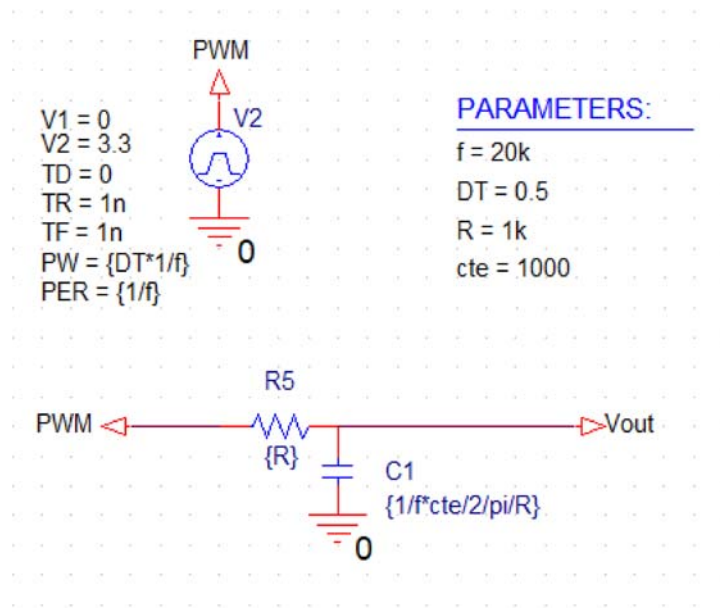 PWM
V2
V1 = 0
V2 = 3.3
TD = 0
TR = 1n
TF = 1n
PW = {DT*1/f}
PER = {1/f}
0
PARAMETERS:
f = 20k
DT = 0.5
R = 1k
cte = 1000
R5
PWM
Vout
{R}
C1
{1/f*cte/2/pi/R}
0